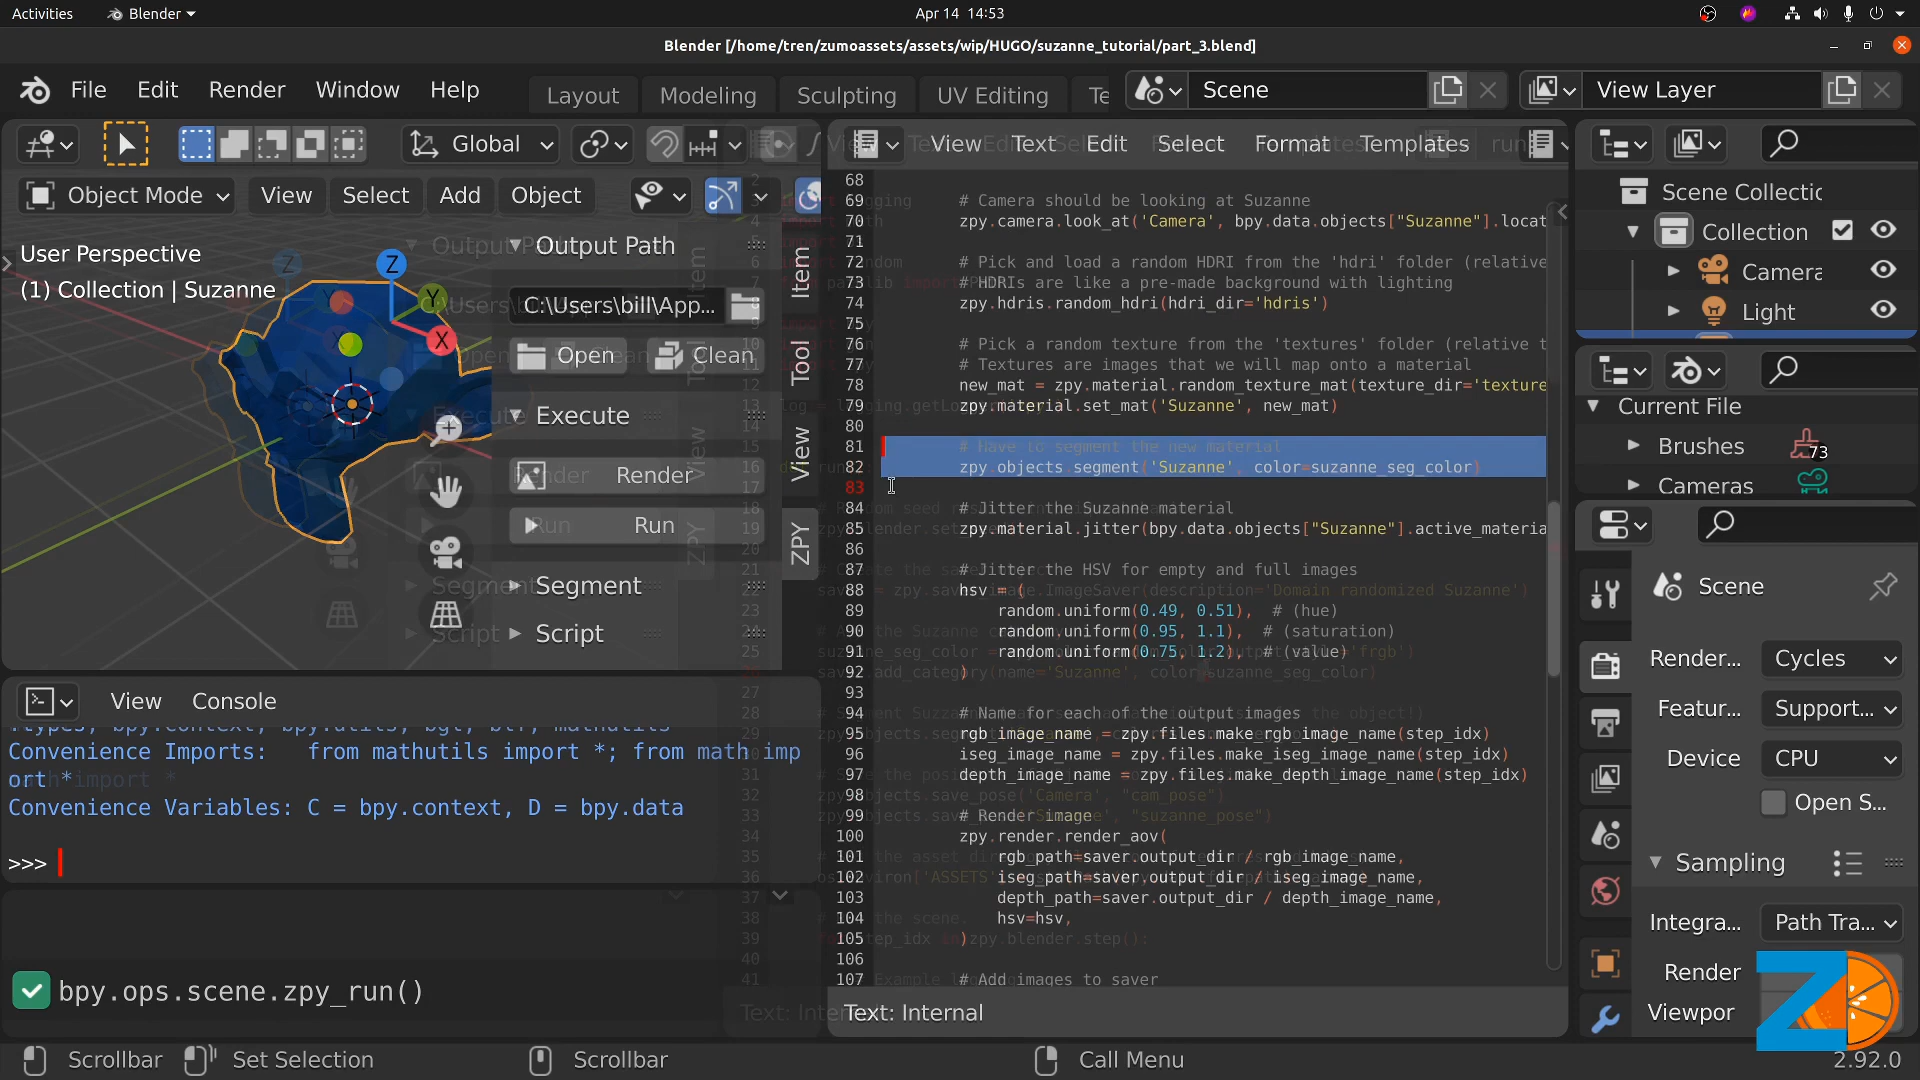 Activities
Blender
Apr 14 14:53
Blender [/home/tren/zumoassets/assets/wip/HUGO/suzanne_tutorial/part_3.blend]
File Edit Render Window Help
Layout Modeling Sculpting UV Editing Te
Scene
View Layer
Global
View Text Edit Select Format Templates
Object Mode View Select Add Object
User Perspective
(1) Collection | Suzanne
Z
Y
X
Output Path
C:\Users\bill\App...
Open Clean
Execute
Render
Run
Segment
Script
Item
Tool
View
ZPY
68
69 # Camera should be looking at Suzanne
70 zpy.camera.look_at('Camera', bpy.data.objects["Suzanne"].locat
71
72 # Pick and load a random HDRI from the 'hdri' folder (relative
73 # HDRIs are like a pre-made background with lighting
74 zpy.hdris.random_hdri(hdri_dir='hdris')
75
76 # Pick a random texture from the 'textures' folder (relative t
77 # Textures are images that we will map onto a material
78 new_mat = zpy.material.random_texture_mat(texture_dir='texture
79 zpy.material.set_mat('Suzanne', new_mat)
80
81 # Have to segment the new material
82 zpy.objects.segment('Suzanne', color=suzanne_seg_color)
83
84 # Jitter the Suzanne material
85 zpy.material.jitter(bpy.data.objects["Suzanne"].active_materia
86
87 # Jitter the HSV for empty and full images
88 hsv = (
89 random.uniform(0.49, 0.51), # (hue)
90 random.uniform(0.95, 1.1), # (saturation)
91 random.uniform(0.75, 1.2), # (value)
92 )
93
94 # Name for each of the output images
95 rgb_image_name = zpy.files.make_rgb_image_name(step_idx)
96 iseg_image_name = zpy.files.make_iseg_image_name(step_idx)
97 depth_image_name = zpy.files.make_depth_image_name(step_idx)
98
99 # Render image
100 zpy.render.render_aov(
101 rgb_path=saver.output_dir / rgb_image_name,
102 iseg_path=saver.output_dir / iseg_image_name,
103 depth_path=saver.output_dir / depth_image_name,
104 hsv=hsv,
105 )
106
107 # Add images to saver
Text: Internal
View Console
Convenience Imports: from mathutils import *; from math imp
ort *
Convenience Variables: C = bpy.context, D = bpy.data
>>>
bpy.ops.scene.zpy_run()
Scene Collectic
Collection
Camera
Light
Current File
Brushes 73
Cameras
Scene
Render... Cycles
Featur... Support...
Device CPU
Open S...
Sampling
Integra... Path Tra...
Render
Viewpor
Scrollbar Set Selection Scrollbar Call Menu 2.92.0